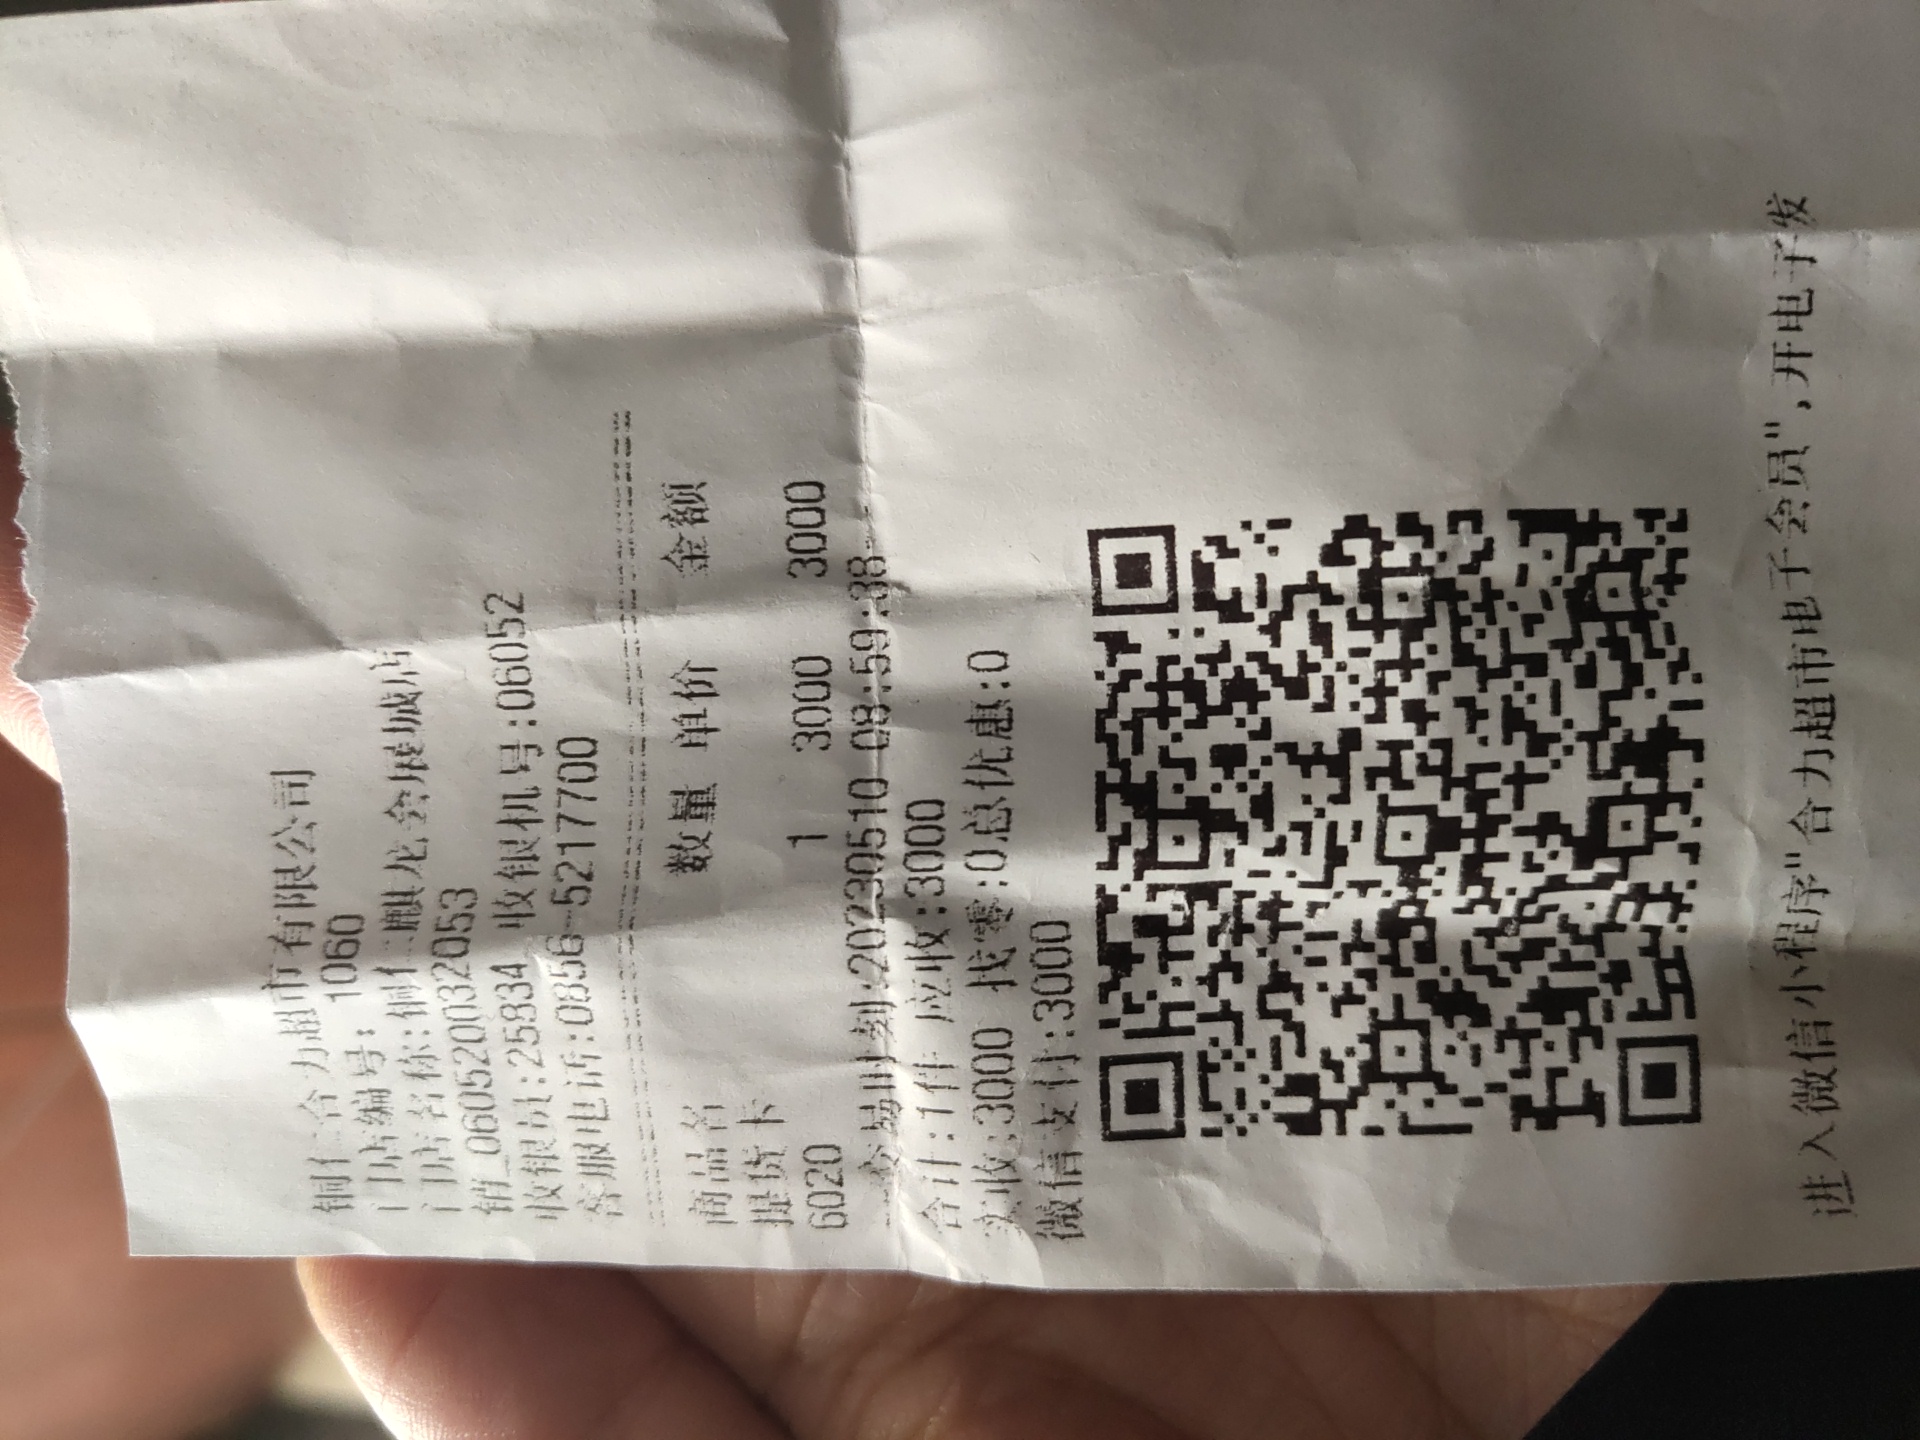 铜仁合力超市有限公司
门店编号: 1060
门店名称:铜仁麒龙会展城店
销_060520032053
收银员:25834 收银机号:06052
客服电话:0856-5217700
商品名 数量 单价 金额
提货卡
6020 1 3000 3000
交易时刻:20230510 08:59:38
合计:1件 应收:3000
实收:3000 找零:0总优惠:0
微信支付:3000
进入微信小程序"合力超市电子会员",开电子发